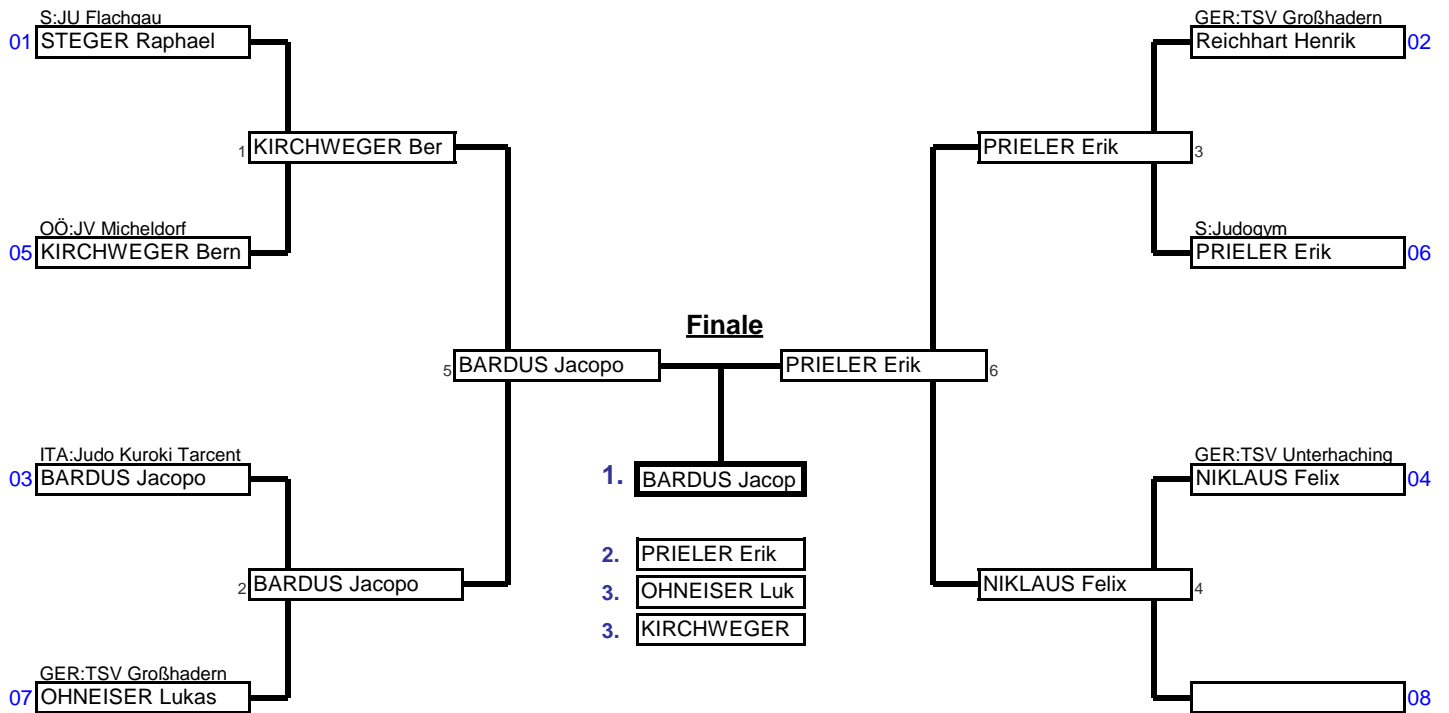 S:JU Flachgau
01 STEGER Raphael
1 KIRCHWEGER Ber
OÖ:JV Micheldorf
05 KIRCHWEGER Bern
5 BARDUS Jacopo
ITA:Judo Kuroki Tarcent
03 BARDUS Jacopo
2 BARDUS Jacopo
GER:TSV Großhadern
07 OHNEISER Lukas
Finale
1. BARDUS Jacop
2. PRIELER Erik
3. OHNEISER Luk
3. KIRCHWEGER
GER:TSV Großhadern
Reichhart Henrik 02
PRIELER Erik 3
S:Judogym
PRIELER Erik 06
PRIELER Erik 6
GER:TSV Unterhaching
NIKLAUS Felix 04
NIKLAUS Felix 4
08